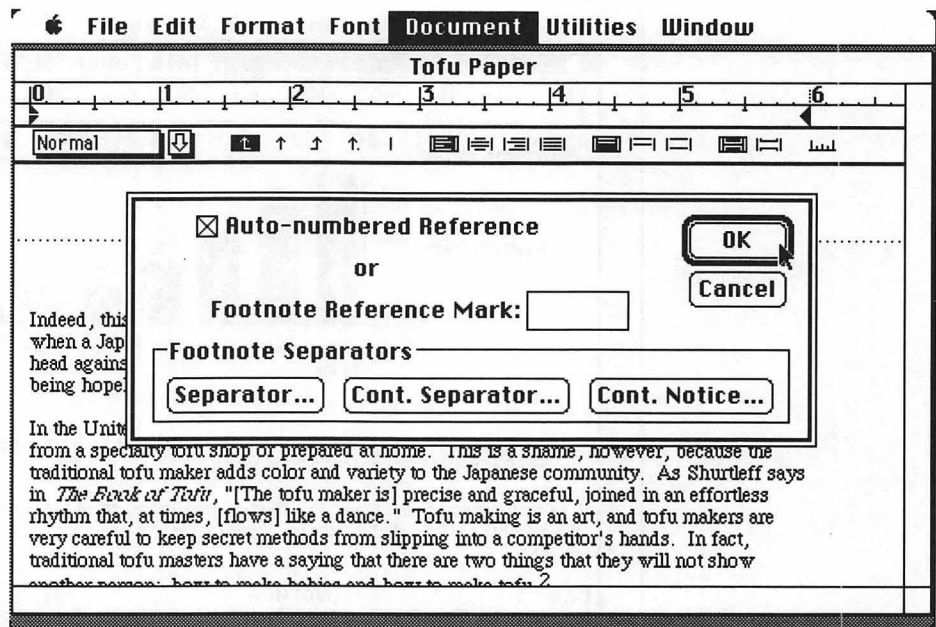 File Edit Format Font Document Utilities Window
Tofu Paper
0 1 2 3 4 5 6
Normal
Auto-numbered Reference
or
Footnote Reference Mark:
OK
Cancel
Footnote Separators
Separator... Cont. Separator... Cont. Notice...
Indeed, this
when a Jap
head agains
being hopel
In the Unite
from a specialty tofu shop or prepared at home. This is a shame, however, because the
traditional tofu maker adds color and variety to the Japanese community. As Shurtleff says
in The Book of Tofu, "[The tofu maker is] precise and graceful, joined in an effortless
rhythm that, at times, [flows] like a dance." Tofu making is an art, and tofu makers are
very careful to keep secret methods from slipping into a competitor's hands. In fact,
traditional tofu masters have a saying that there are two things that they will not show
another person: how to make babies and how to make tofu.2